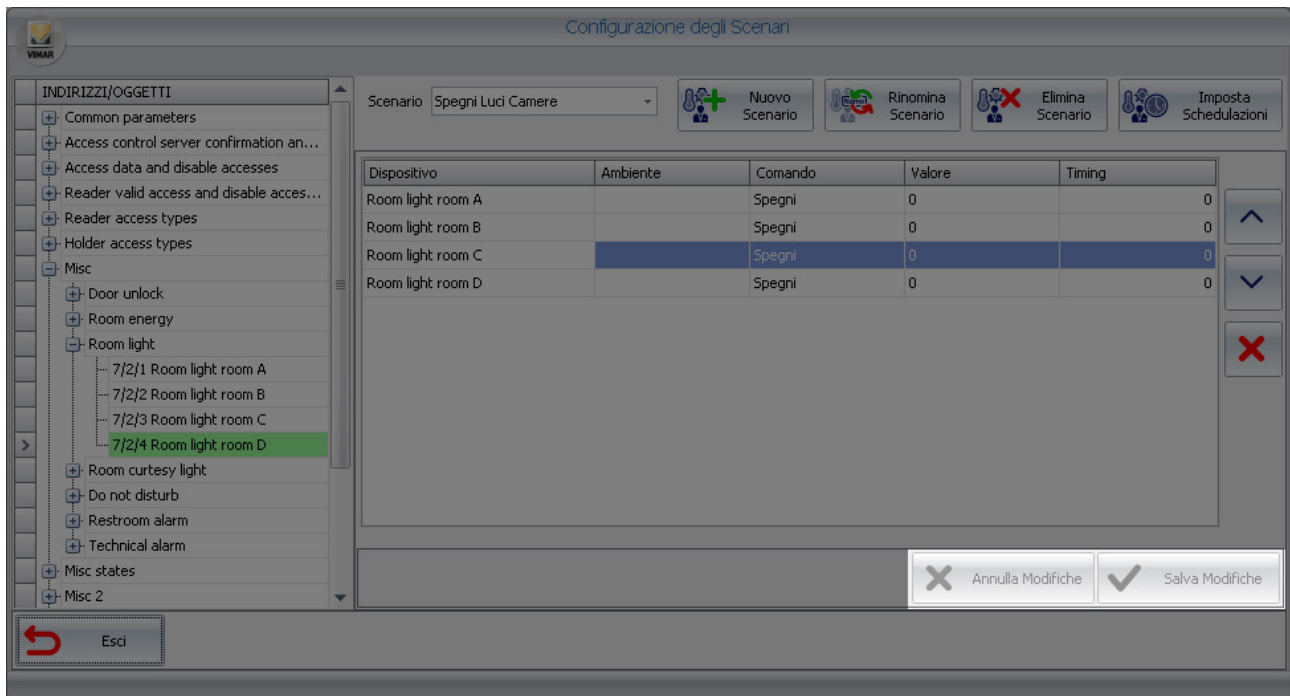 Configurazione degli Scenari
VIMAR
INDIRIZZI/OGGETTI
Common parameters
Access control server confirmation an...
Access data and disable accesses
Reader valid access and disable acces...
Reader access types
Holder access types
Misc
Door unlock
Room energy
Room light
7/2/1 Room light room A
7/2/2 Room light room B
7/2/3 Room light room C
7/2/4 Room light room D
Room curtesy light
Do not disturb
Restroom alarm
Technical alarm
Misc states
Misc 2
Scenario Spegni Luci Camere
Nuovo
Scenario
Rinomina
Scenario
Elimina
Scenario
Imposta
Schedulazioni
Dispositivo Ambiente Comando Valore Timing
Room light room A Spegni 0 0
Room light room B Spegni 0 0
Room light room C Spegni 0 0
Room light room D Spegni 0 0
Annulla Modifiche Salva Modifiche
Esci